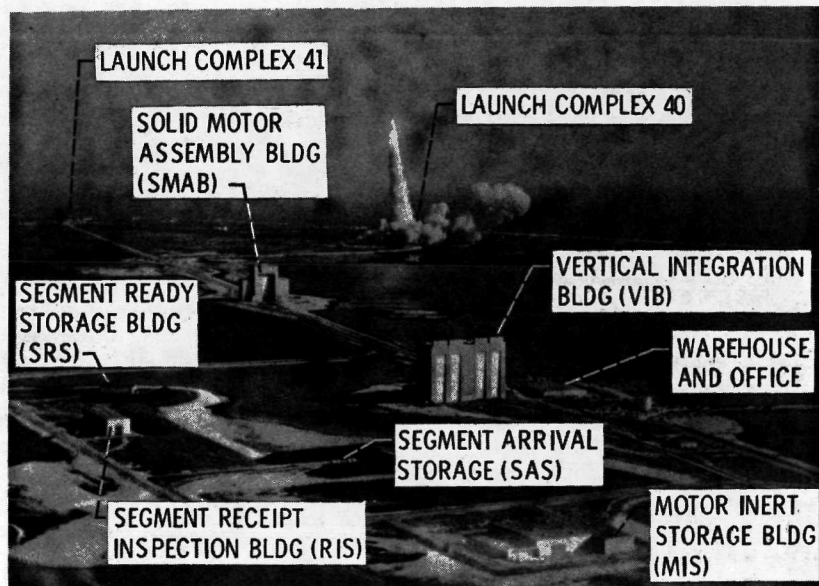 LAUNCH COMPLEX 41
LAUNCH COMPLEX 40
SOLID MOTOR
ASSEMBLY BLDG
(SMAB)
VERTICAL INTEGRATION
BLDG (VIB)
SEGMENT READY
STORAGE BLDG
(SRS)
WAREHOUSE
AND OFFICE
SEGMENT ARRIVAL
STORAGE (SAS)
SEGMENT RECEIPT
INSPECTION BLDG (RIS)
MOTOR INERT
STORAGE BLDG
(MIS)